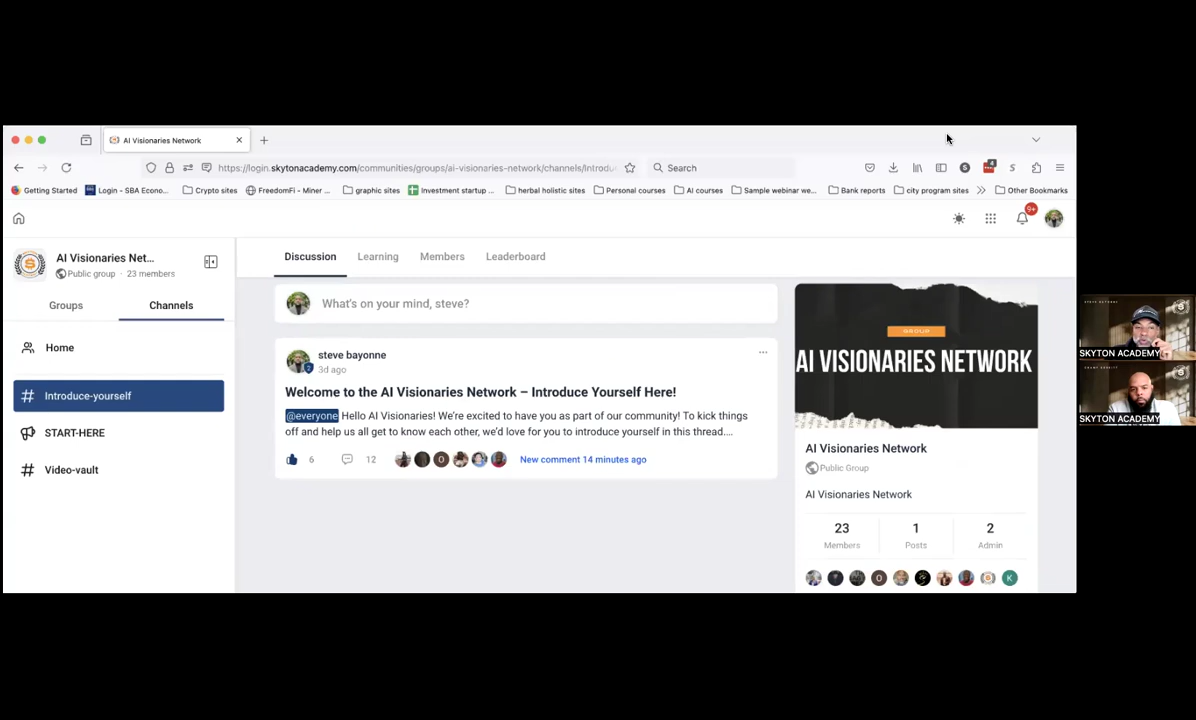 AI Visionaries Network
https://login.skytonacademy.com/communities/groups/ai-visionaries-network/channels/Introdu
Search
4
Getting Started
Login - SBA Econo...
Crypto sites
FreedomFi - Miner ...
graphic sites
Investment startup ...
herbal holistic sites
Personal courses
AI courses
Sample webinar we...
Bank reports
city program sites
Other Bookmarks
9+
AI Visionaries Net...
Public group · 23 members
Groups
Channels
Home
# Introduce-yourself
START-HERE
# Video-vault
Discussion
Learning
Members
Leaderboard
What's on your mind, steve?
steve bayonne
3d ago
Welcome to the AI Visionaries Network – Introduce Yourself Here!
@everyone Hello AI Visionaries! We're excited to have you as part of our community! To kick things
off and help us all get to know each other, we'd love for you to introduce yourself in this thread....
6
12
O
New comment 14 minutes ago
GROUP
AI VISIONARIES NETWORK
AI Visionaries Network
Public Group
AI Visionaries Network
23
Members
1
Posts
2
Admin
O
K
SKYTON ACADEMY
SKYTON ACADEMY